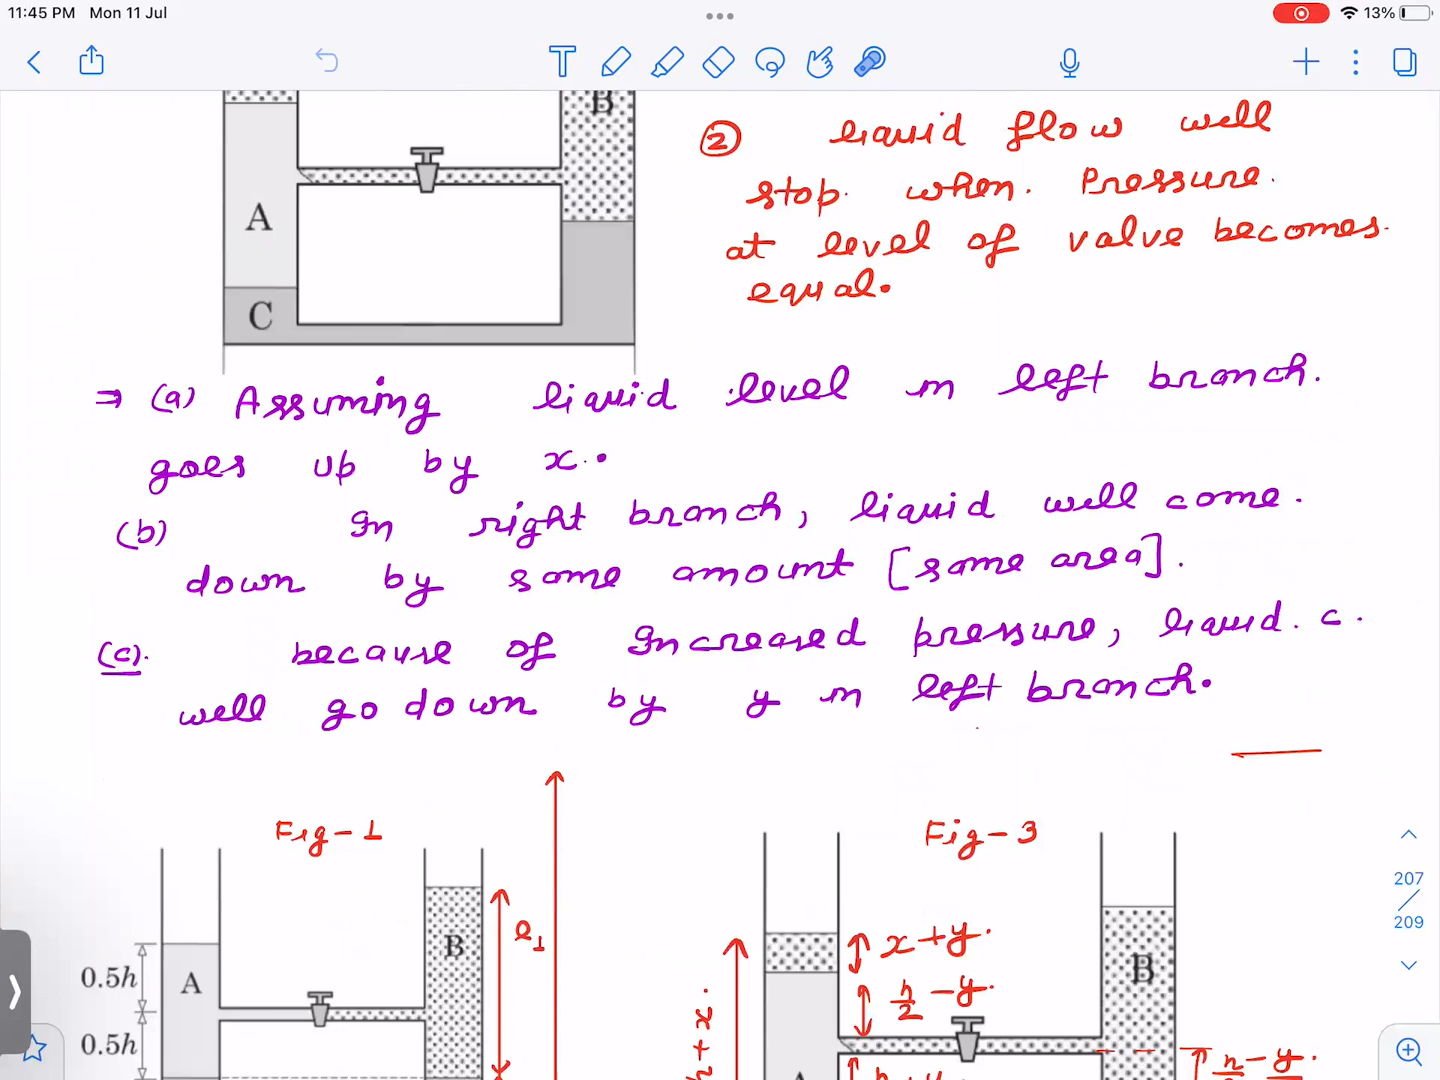 11:45 PM Mon 11 Jul
13%
B
② liquid flow will
stop. when. Pressure.
at level of valve becomes.
equal.
A
C
⇒ (a) Assuming liquid level in left branch.
goes up by x.
(b) In right branch, liquid will come.
down by same amount [same area].
(c). because of Increased pressure, liquid. c.
will go down by y in left branch.
Fig-1
Fig-3
207
209
B
ℓ₁
x+y.
0.5h
A
h/2 - y.
B
0.5h
h + x.
h/2 - y.